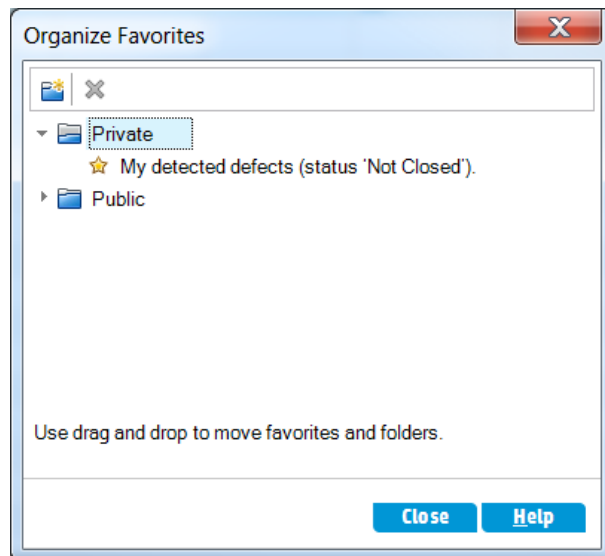 Organize Favorites
Private
My detected defects (status 'Not Closed').
Public
Use drag and drop to move favorites and folders.
Close Help